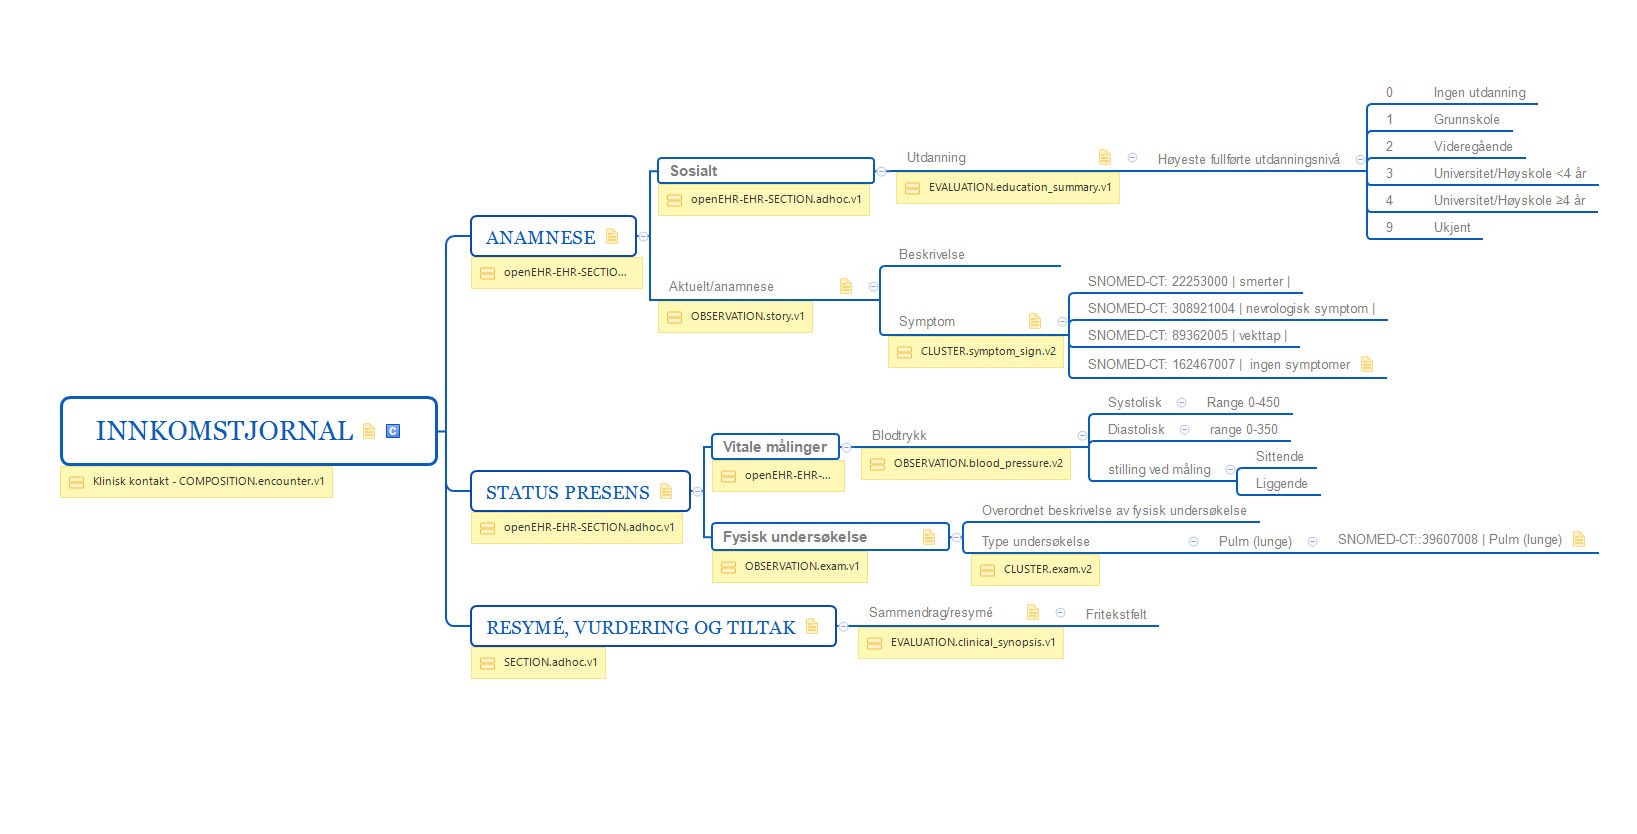 INNKOMSTJORNAL
Klinisk kontakt - COMPOSITION.encounter.v1
ANAMNESE
openEHR-EHR-SECTIO...
Sosialt
openEHR-EHR-SECTION.adhoc.v1
Utdanning
EVALUATION.education_summary.v1
Høyeste fullførte utdanningsnivå
0 Ingen utdanning
1 Grunnskole
2 Videregående
3 Universitet/Høyskole <4 år
4 Universitet/Høyskole ≥4 år
9 Ukjent
Aktuelt/anamnese
OBSERVATION.story.v1
Beskrivelse
Symptom
CLUSTER.symptom_sign.v2
SNOMED-CT: 22253000 | smerter |
SNOMED-CT: 308921004 | nevrologisk symptom |
SNOMED-CT: 89362005 | vekttap |
SNOMED-CT: 162467007 | ingen symptomer
STATUS PRESENS
openEHR-EHR-SECTION.adhoc.v1
Vitale målinger
openEHR-EHR-...
Blodtrykk
OBSERVATION.blood_pressure.v2
Systolisk Range 0-450
Diastolisk range 0-350
stilling ved måling
Sittende
Liggende
Fysisk undersøkelse
OBSERVATION.exam.v1
Overordnet beskrivelse av fysisk undersøkelse
Type undersøkelse
CLUSTER.exam.v2
Pulm (lunge)
SNOMED-CT::39607008 | Pulm (lunge)
RESYMÉ, VURDERING OG TILTAK
SECTION.adhoc.v1
Sammendrag/resymé
EVALUATION.clinical_synopsis.v1
Fritekstfelt